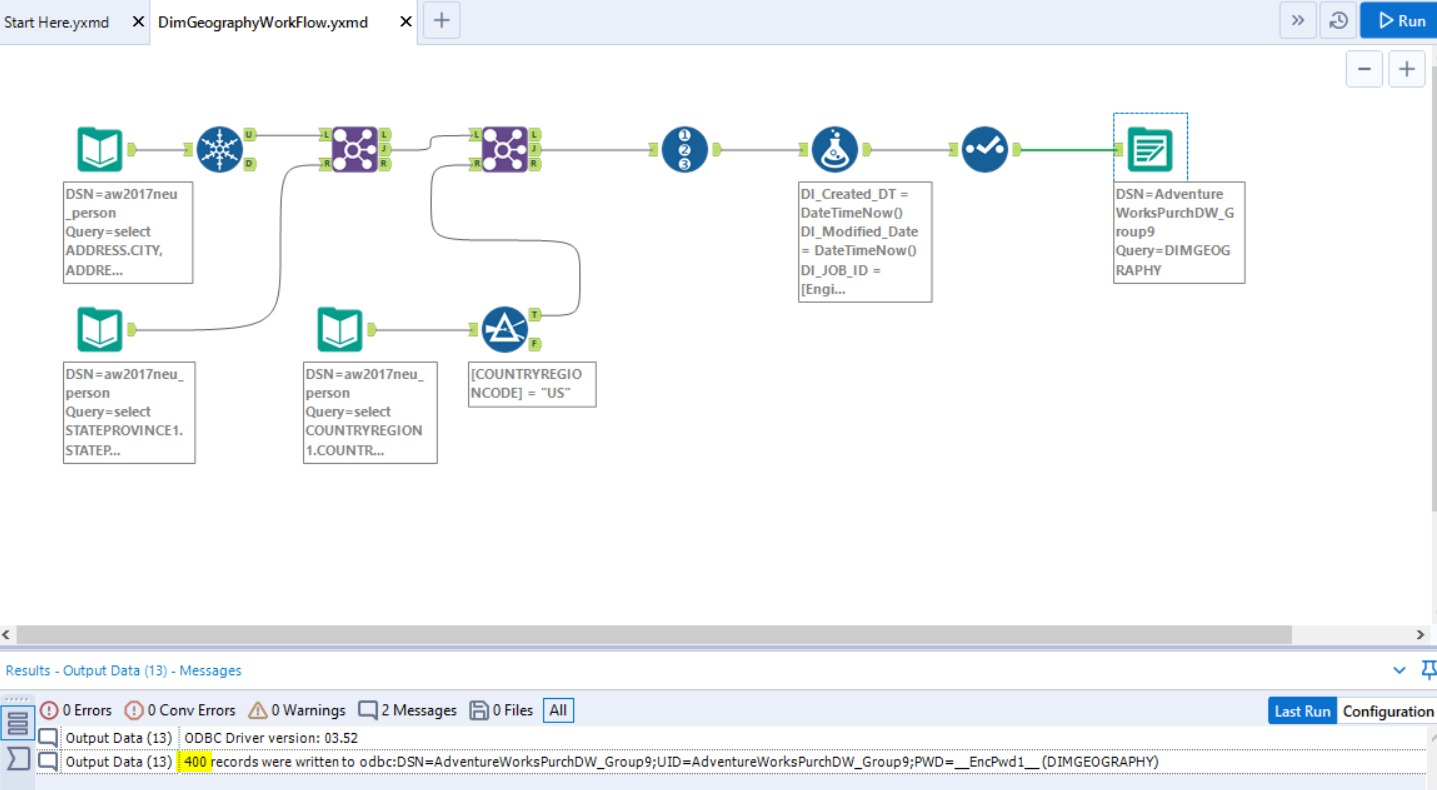 Start Here.yxmd
DimGeographyWorkFlow.yxmd
Run
U
D
L
R
L
J
R
L
R
L
J
R
1
2
3
DSN=aw2017neu
_person
Query=select
ADDRESS.CITY,
ADDRE...
DI_Created_DT =
DateTimeNow()
DI_Modified_Date
= DateTimeNow()
DI_JOB_ID =
[Engi...
DSN=Adventure
WorksPurchDW_G
roup9
Query=DIMGEOG
RAPHY
T
F
DSN=aw2017neu_
person
Query=select
STATEPROVINCE1.
STATEP...
DSN=aw2017neu_
person
Query=select
COUNTRYREGION
1.COUNTR...
[COUNTRYREGIO
NCODE] = "US"
Results - Output Data (13) - Messages
0 Errors 0 Conv Errors 0 Warnings 2 Messages 0 Files All Last Run Configuration
Output Data (13) ODBC Driver version: 03.52
Output Data (13) 400 records were written to odbc:DSN=AdventureWorksPurchDW_Group9;UID=AdventureWorksPurchDW_Group9;PWD=__EncPwd1__ (DIMGEOGRAPHY)